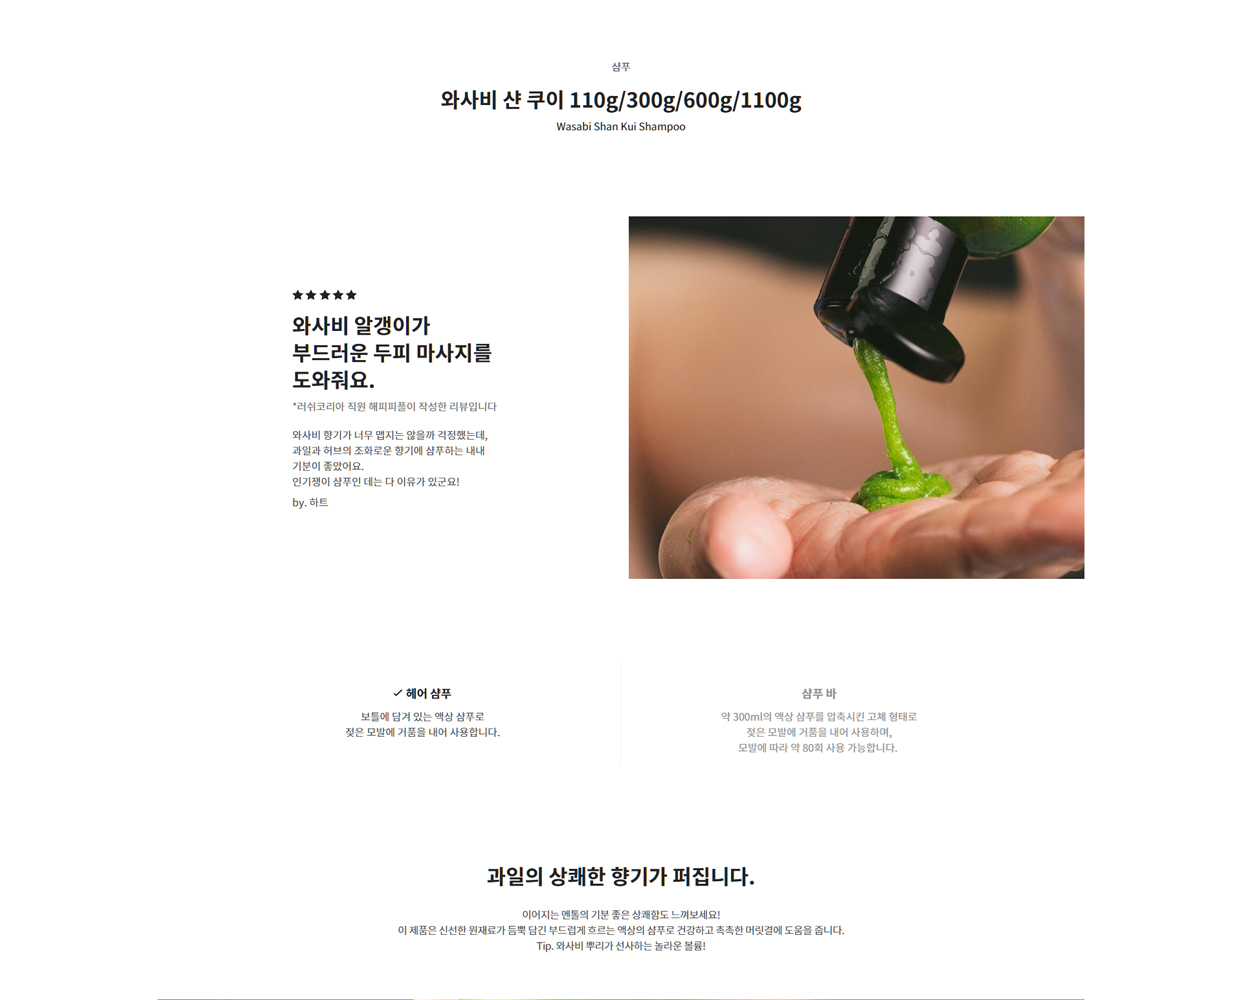 샴푸
와사비 샨 쿠이 110g/300g/600g/1100g
Wasabi Shan Kui Shampoo
★★★★★
와사비 알갱이가
부드러운 두피 마사지를
도와줘요.
*러쉬코리아 직원 해피피플이 작성한 리뷰입니다
와사비 향기가 너무 맵지는 않을까 걱정했는데,
과일과 허브의 조화로운 향기에 샴푸하는 내내
기분이 좋았어요.
인기쟁이 샴푸인 데는 다 이유가 있군요!
by. 하트
✓ 헤어 샴푸
보틀에 담겨 있는 액상 샴푸로
젖은 모발에 거품을 내어 사용합니다.
샴푸 바
약 300ml의 액상 샴푸를 압축시킨 고체 형태로
젖은 모발에 거품을 내어 사용하며,
모발에 따라 약 80회 사용 가능합니다.
과일의 상쾌한 향기가 퍼집니다.
이어지는 멘톨의 기분 좋은 상쾌함도 느껴보세요!
이 제품은 신선한 원재료가 듬뿍 담긴 부드럽게 흐르는 액상의 샴푸로 건강하고 촉촉한 머릿결에 도움을 줍니다.
Tip. 와사비 뿌리가 선사하는 놀라운 볼륨!